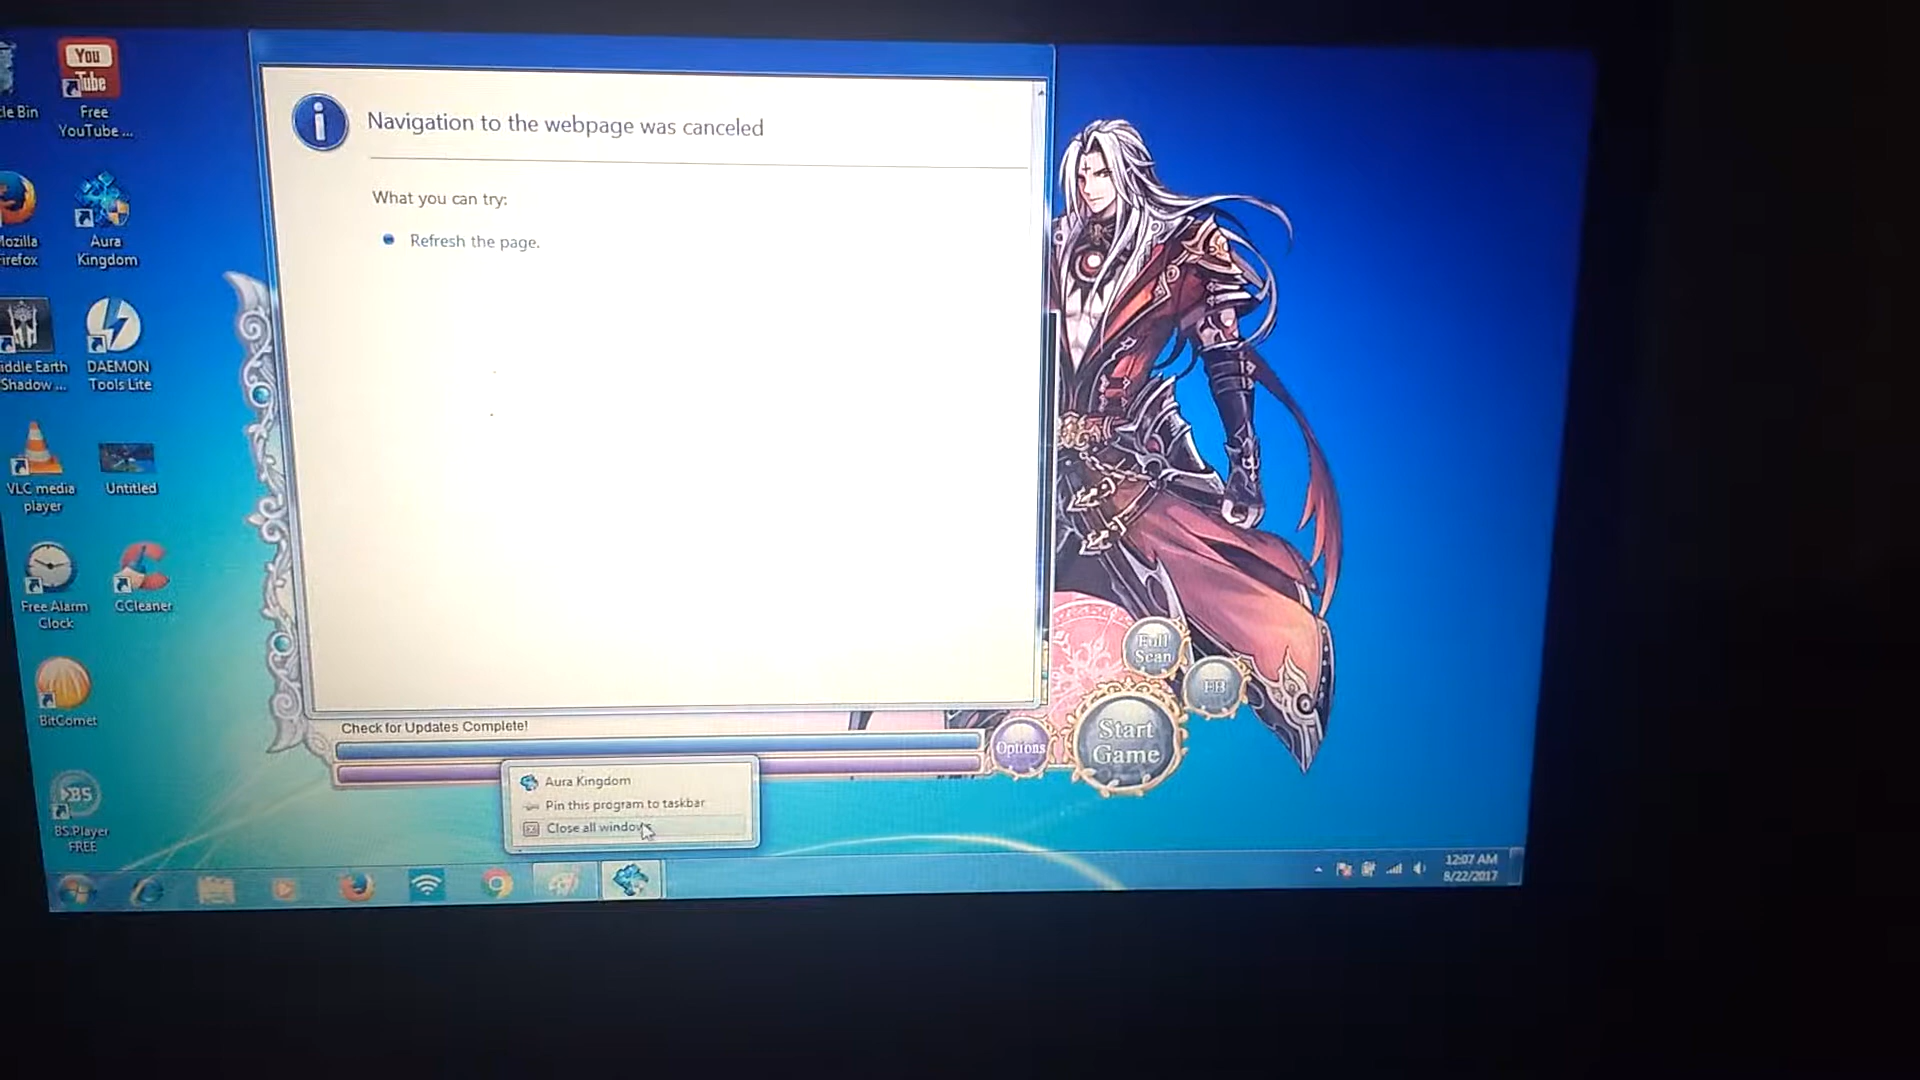 You
Tube
Free
YouTube ...
cle Bin
Mozilla
Firefox
Aura
Kingdom
iddle Earth
Shadow ...
DAEMON
Tools Lite
VLC media
player
Untitled
Free Alarm
Clock
CCleaner
BitComet
BS
BS.Player
FREE
i
Navigation to the webpage was canceled
What you can try:
Refresh the page.
Check for Updates Complete!
Full
Scan
FB
Start
Game
Options
Aura Kingdom
Pin this program to taskbar
Close all windows
12:07 AM
8/22/2017